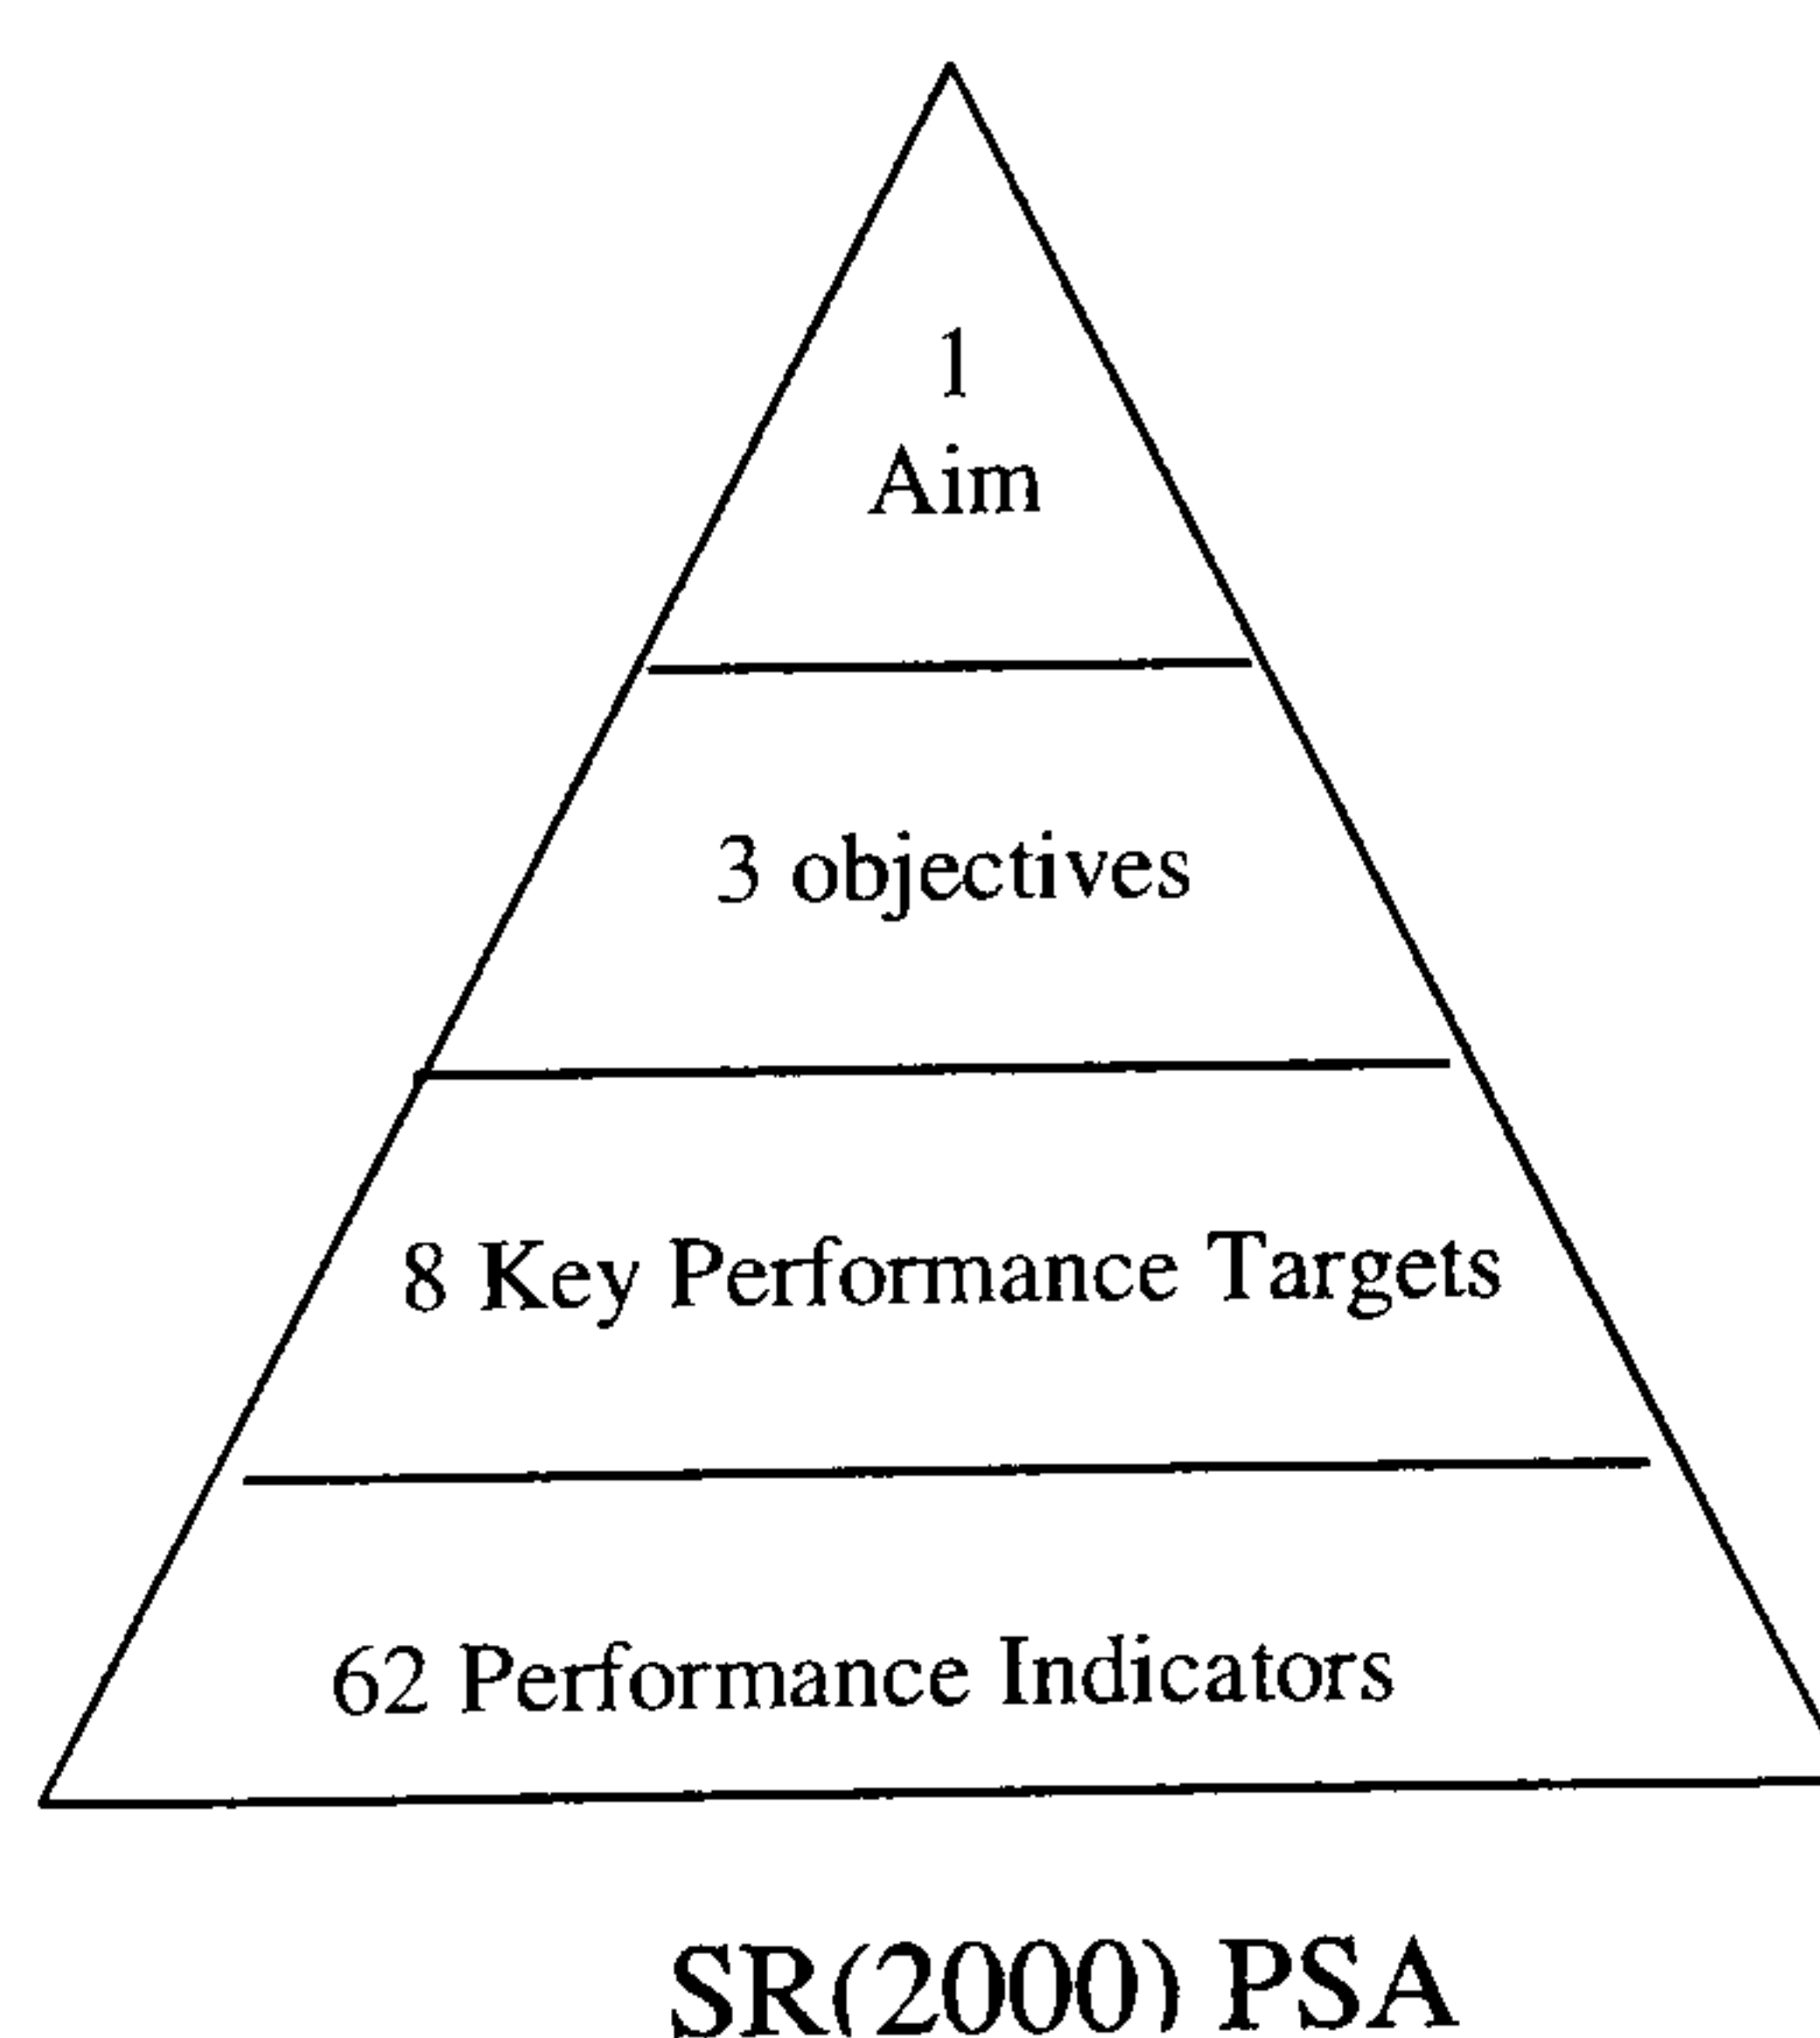 1
Aim
3 objectives
8 Key Performance Targets
62 Performance Indicators
SR(2000) PSA